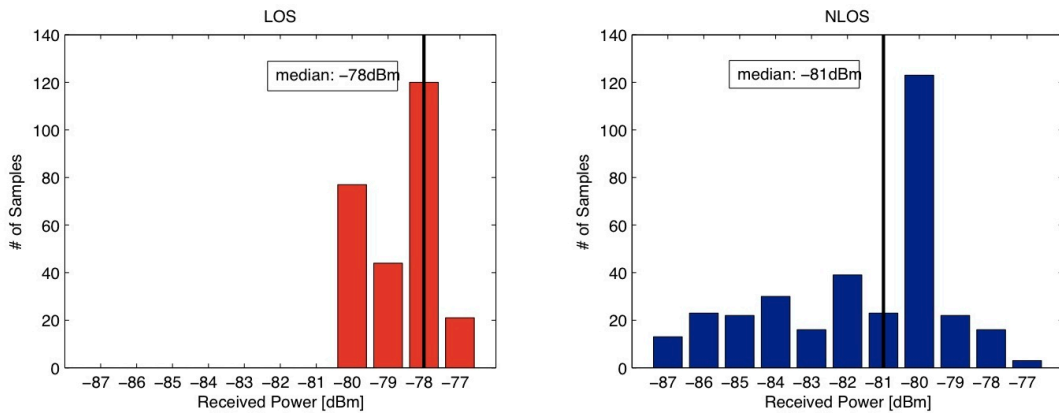 LOS
140
120
100
80
60
40
20
0
# of Samples
median: −78dBm
−87 −86 −85 −84 −83 −82 −81 −80 −79 −78 −77
Received Power [dBm]
NLOS
140
120
100
80
60
40
20
0
# of Samples
median: −81dBm
−87 −86 −85 −84 −83 −82 −81 −80 −79 −78 −77
Received Power [dBm]